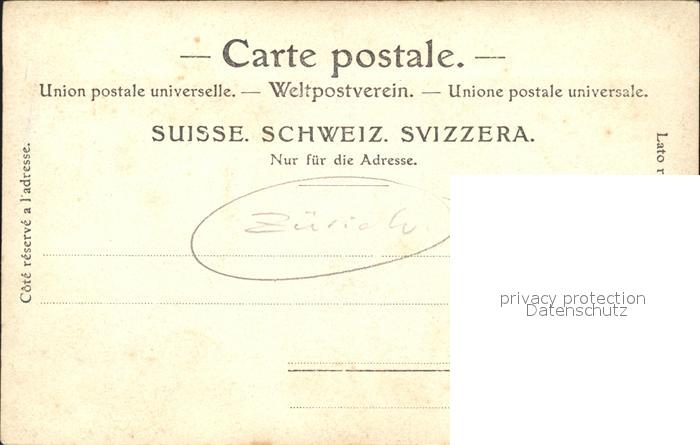 — Carte postale. —
Union postale universelle. — Weltpostverein. — Unione postale universale.
SUISSE. SCHWEIZ. SVIZZERA.
Nur für die Adresse.
Côté réservé a l'adresse.
Lato
Zürich
privacy protection
Datenschutz